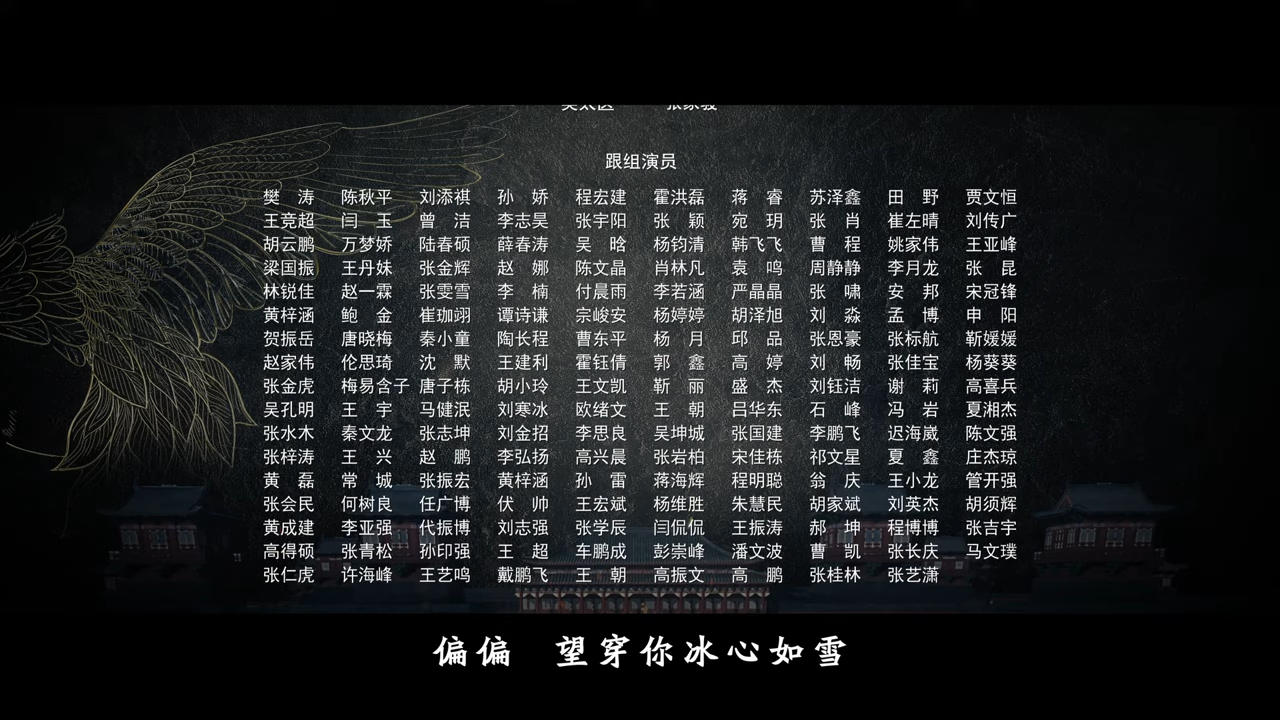 跟组演员
樊 涛 陈秋平 刘添祺 孙 娇 程宏建 霍洪磊 蒋 睿 苏泽鑫 田 野 贾文恒
王竞超 闫 玉 曾 洁 李志昊 张宇阳 张 颖 宛 玥 张 肖 崔左晴 刘传广
胡云鹏 万梦娇 陆春硕 薛春涛 吴 晗 杨钧清 韩飞飞 曹 程 姚家伟 王亚峰
梁国振 王丹妹 张金辉 赵 娜 陈文晶 肖林凡 袁 鸣 周静静 李月龙 张 昆
林锐佳 赵一霖 张雯雪 李 楠 付晨雨 李若涵 严晶晶 张 啸 安 邦 宋冠锋
黄梓涵 鲍 金 崔珈翊 谭诗谦 宗峻安 杨婷婷 胡泽旭 刘 淼 孟 博 申 阳
贺振岳 唐晓梅 秦小童 陶长程 曹东平 杨 月 邱 品 张恩豪 张标航 靳媛媛
赵家伟 伦思琦 沈 默 王建利 霍钰倩 郭 鑫 高 婷 刘 畅 张佳宝 杨葵葵
张金虎 梅易含子 唐子栋 胡小玲 王文凯 靳 丽 盛 杰 刘钰洁 谢 莉 高喜兵
吴孔明 王 宇 马健泯 刘寒冰 欧绪文 王 朝 吕华东 石 峰 冯 岩 夏湘杰
张水木 秦文龙 张志坤 刘金招 李思良 吴坤城 张国建 李鹏飞 迟海崴 陈文强
张梓涛 王 兴 赵 鹏 李弘扬 高兴晨 张岩柏 宋佳栋 祁文星 夏 鑫 庄杰琼
黄 磊 常 城 张振宏 黄梓涵 孙 雷 蒋海辉 程明聪 翁 庆 王小龙 管开强
张会民 何树良 任广博 伏 帅 王宏斌 杨维胜 朱慧民 胡家斌 刘英杰 胡须辉
黄成建 李亚强 代振博 刘志强 张学辰 闫侃侃 王振涛 郝 坤 程博博 张吉宇
高得硕 张青松 孙印强 王 超 车鹏成 彭崇峰 潘文波 曹 凯 张长庆 马文璞
张仁虎 许海峰 王艺鸣 戴鹏飞 王 朝 高振文 高 鹏 张桂林 张艺潇
偏偏 望穿你冰心如雪